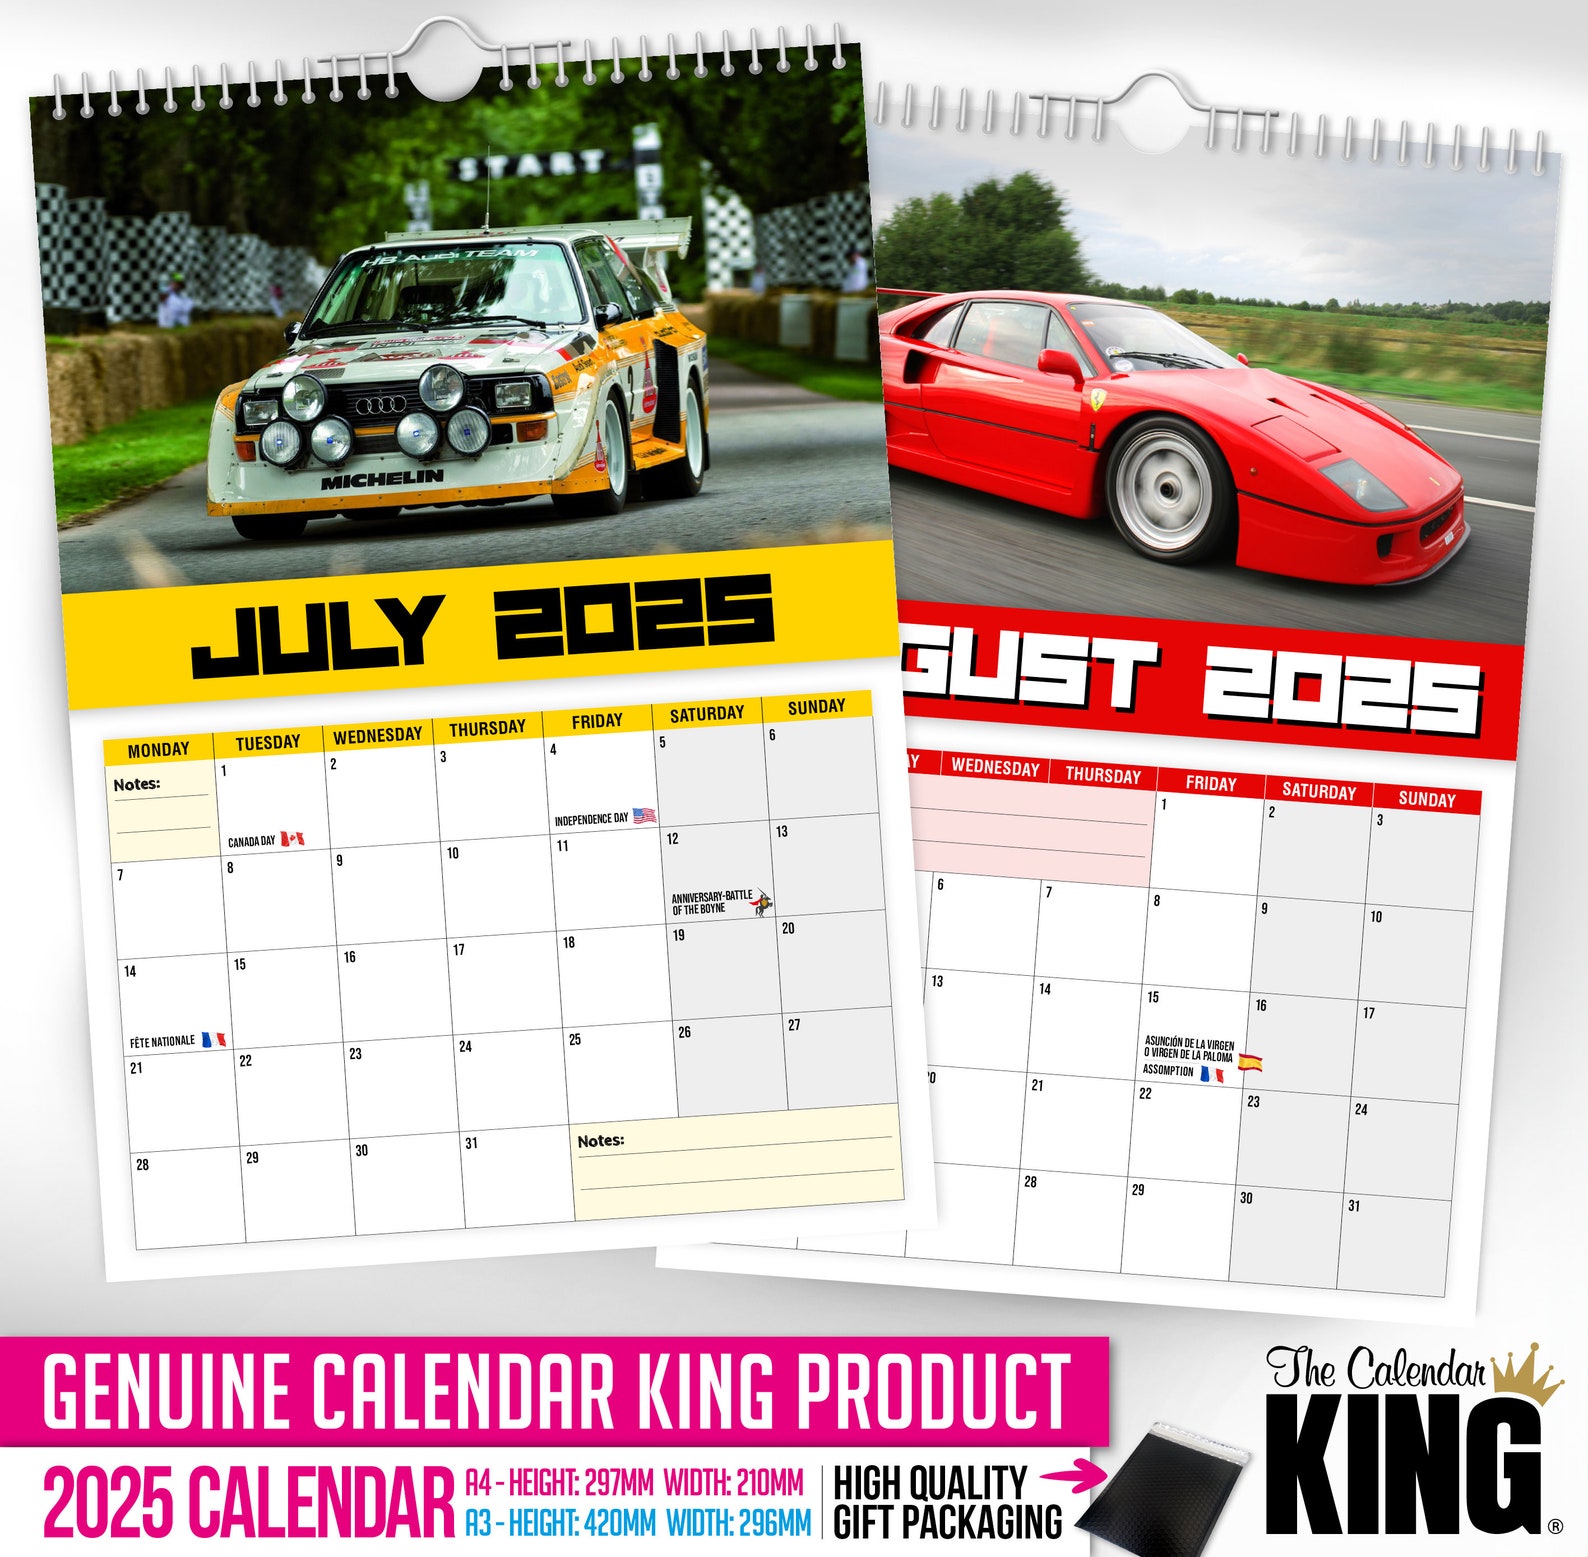 START
HB Audi TEAM
MICHELIN
2
JULY 2025
MONDAY TUESDAY WEDNESDAY THURSDAY FRIDAY SATURDAY SUNDAY
Notes: 1 2 3 4 5 6
CANADA DAY INDEPENDENCE DAY
7 8 9 10 11 12 13
ANNIVERSARY-BATTLE
OF THE BOYNE
14 15 16 17 18 19 20
FÊTE NATIONALE
21 22 23 24 25 26 27
28 29 30 31 Notes:
GUST 2025
AY WEDNESDAY THURSDAY FRIDAY SATURDAY SUNDAY
1 2 3
6 7 8 9 10
13 14 15 16 17
ASUNCIÓN DE LA VIRGEN
O VIRGEN DE LA PALOMA
ASSOMPTION
20 21 22 23 24
28 29 30 31
GENUINE CALENDAR KING PRODUCT
2025 CALENDAR
A4 - HEIGHT: 297MM WIDTH: 210MM
A3 - HEIGHT: 420MM WIDTH: 296MM
HIGH QUALITY
GIFT PACKAGING
The Calendar
KING®